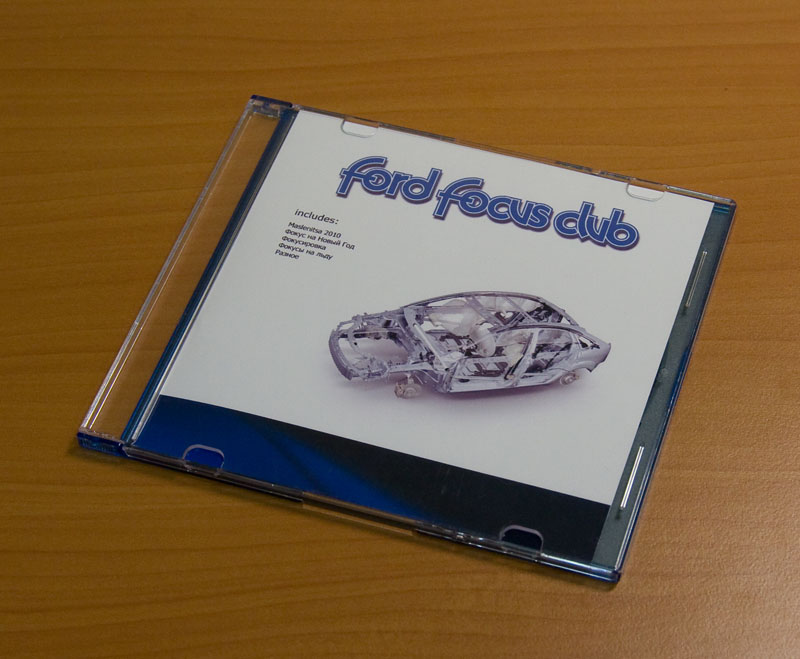 ford focus club
includes:
Maslenitsa 2010
Фокус на Новый Год
Фокусировка
Фокусы на льду
Разное